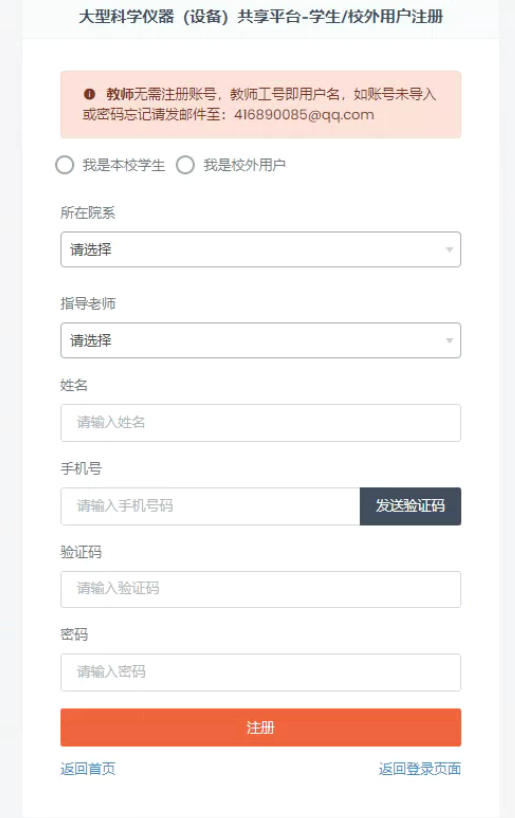 大型科学仪器（设备）共享平台-学生/校外用户注册
教师无需注册账号，教师工号即用户名，如账号未导入
或密码忘记请发邮件至：416890085@qq.com
我是本校学生 我是校外用户
所在院系
请选择
指导老师
请选择
姓名
请输入姓名
手机号
请输入手机号码 发送验证码
验证码
请输入验证码
密码
请输入密码
注册
返回首页 返回登录页面